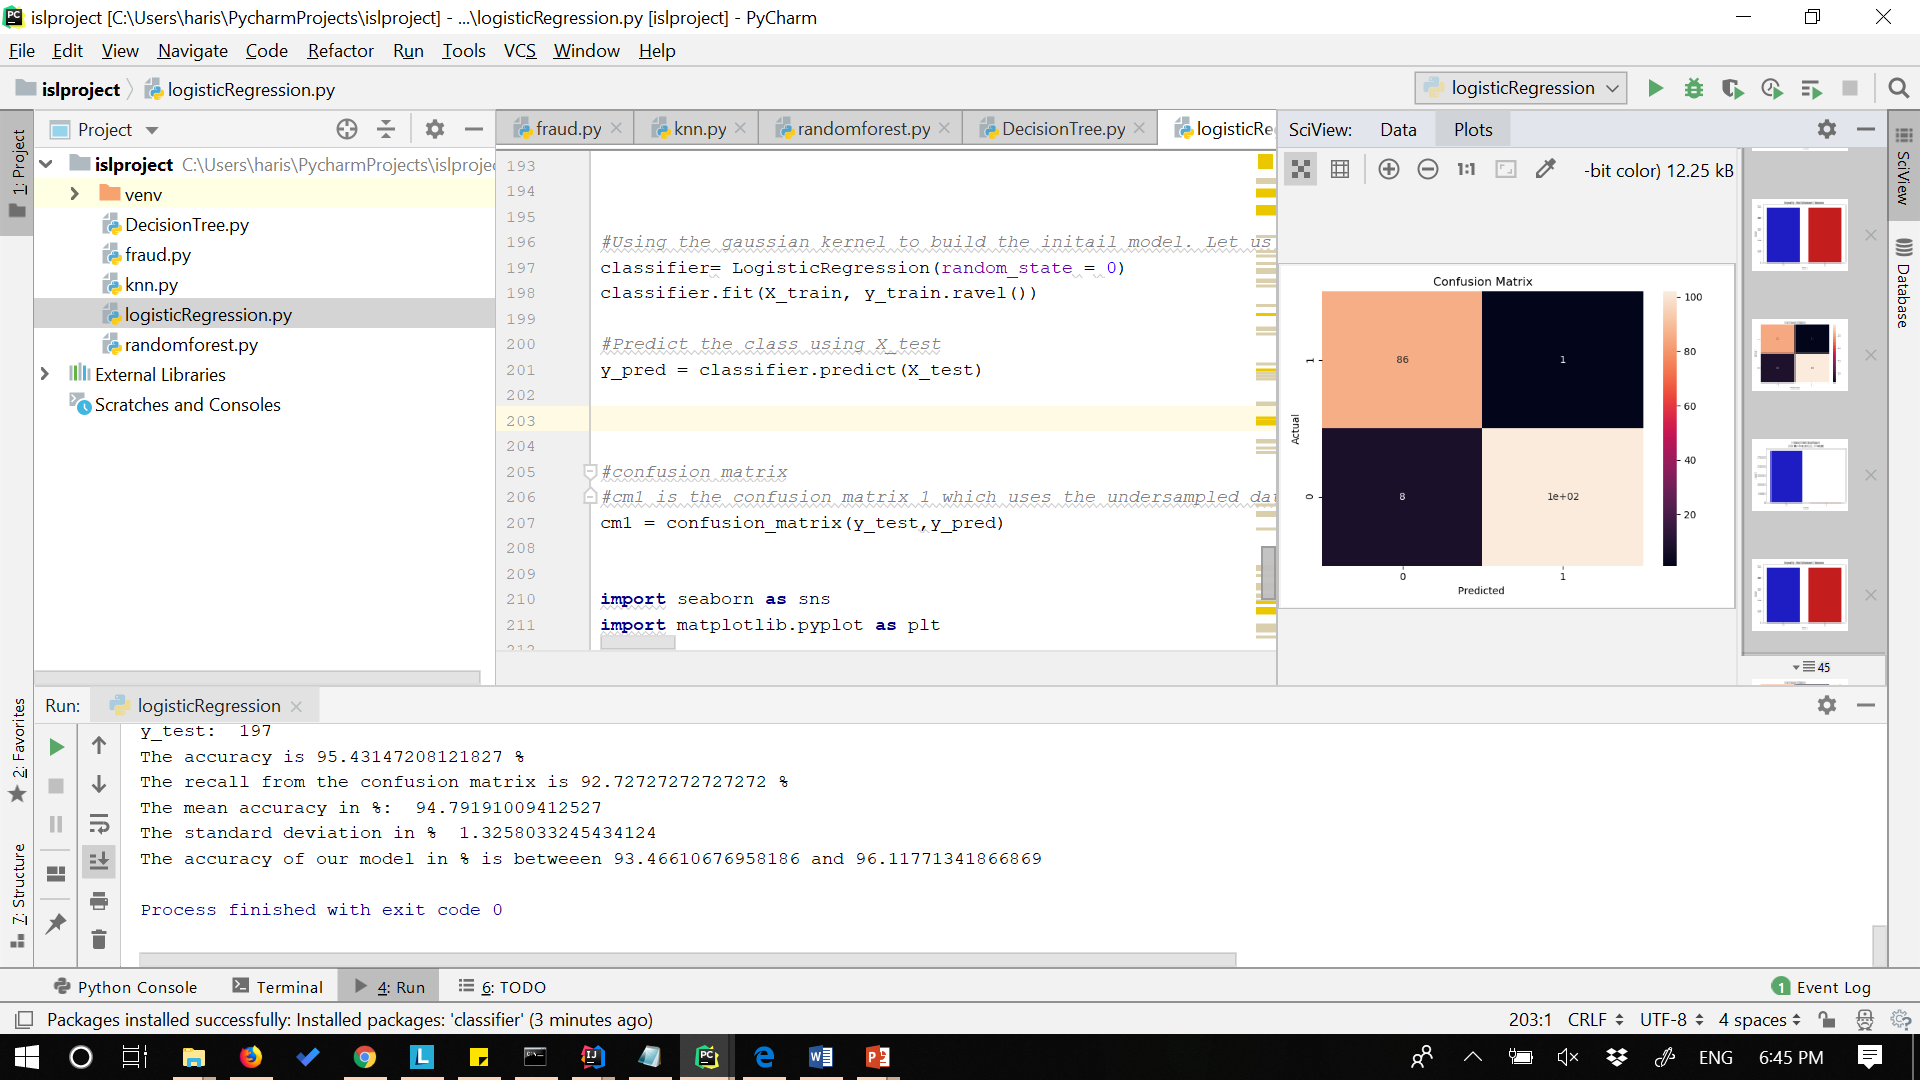 islproject [C:\Users\haris\PycharmProjects\islproject] - ...\logisticRegression.py [islproject] - PyCharm
File Edit View Navigate Code Refactor Run Tools VCS Window Help
islproject logisticRegression.py
logisticRegression
1: Project
Project
fraud.py knn.py randomforest.py DecisionTree.py logisticRe
SciView: Data Plots
islproject C:\Users\haris\PycharmProjects\islprojec
venv
DecisionTree.py
fraud.py
knn.py
logisticRegression.py
randomforest.py
External Libraries
Scratches and Consoles
193
194
195
196 #Using the gaussian kernel to build the initail model. Let us
197 classifier= LogisticRegression(random_state = 0)
198 classifier.fit(X_train, y_train.ravel())
199
200 #Predict the class using X_test
201 y_pred = classifier.predict(X_test)
202
203
204
205 #confusion matrix
206 #cm1 is the confusion matrix 1 which uses the undersampled dat
207 cm1 = confusion_matrix(y_test,y_pred)
208
209
210 import seaborn as sns
211 import matplotlib.pyplot as plt
212
1:1 -bit color) 12.25 kB
Confusion Matrix
86 1
8 1e+02
1
0
Actual
0 1
Predicted
100
80
60
40
20
45
SciView
Database
Run: logisticRegression
y_test: 197
The accuracy is 95.43147208121827 %
The recall from the confusion matrix is 92.72727272727272 %
The mean accuracy in %: 94.79191009412527
The standard deviation in % 1.3258033245434124
The accuracy of our model in % is betweeen 93.46610676958186 and 96.11771341866869
Process finished with exit code 0
2: Favorites
7: Structure
Python Console Terminal 4: Run 6: TODO
1 Event Log
Packages installed successfully: Installed packages: 'classifier' (3 minutes ago)
203:1 CRLF UTF-8 4 spaces
ENG 6:45 PM